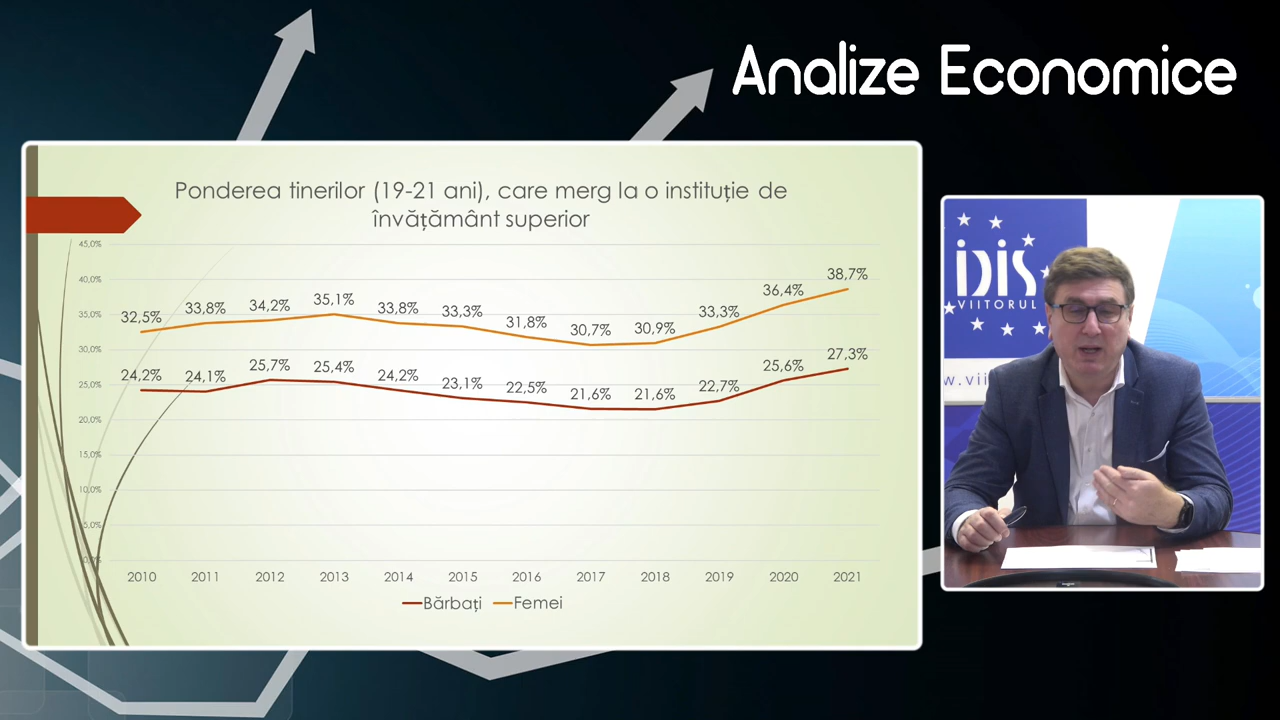 Analize Economice
Ponderea tinerilor (19-21 ani), care merg la o instituție de
învățământ superior
45,0%
40,0%
35,0%
30,0%
25,0%
20,0%
15,0%
10,0%
5,0%
32,5% 33,8% 34,2% 35,1% 33,8% 33,3% 31,8% 30,7% 30,9% 33,3% 36,4% 38,7%
24,2% 24,1% 25,7% 25,4% 24,2% 23,1% 22,5% 21,6% 21,6% 22,7% 25,6% 27,3%
2010 2011 2012 2013 2014 2015 2016 2017 2018 2019 2020 2021
Bărbați Femei
IDIS
VIITORUL